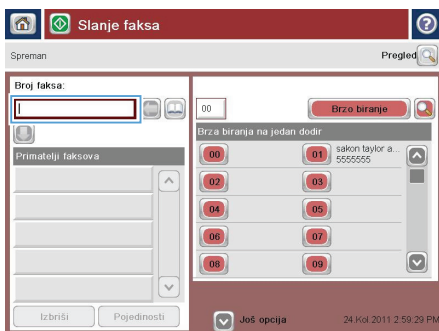 Slanje faksa
Spreman
Pregled
Broj faksa:
00
Brzo biranje
Brza biranja na jedan dodir
Primatelji faksova
00
01
sakon taylor a...
5555555
02
03
04
05
06
07
08
09
Izbriši
Pojedinosti
Još opcija
24.Kol 2011 2:59:29 PM